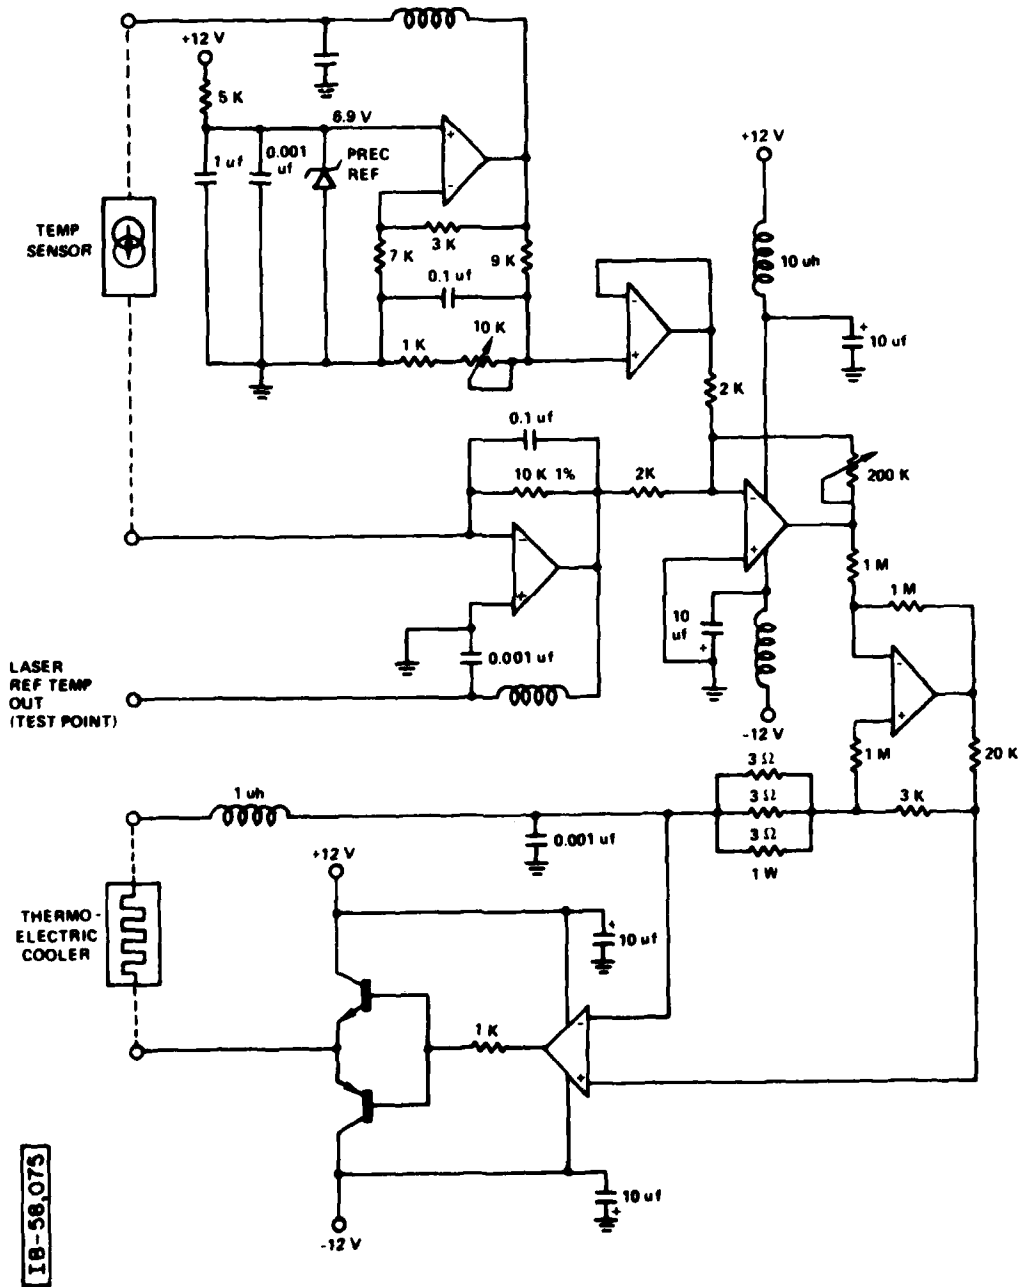 +12 V
5 K
6.9 V
1 uf
0.001
uf
PREC
REF
+
-
+12 V
TEMP
SENSOR
3 K
7 K
9 K
0.1 uf
10 uh
-
+
10 K
1 K
10 uf
+
2 K
0.1 uf
10 K 1%
2K
200 K
-
+
-
+
1 M
1 M
10
uf
+
0.001 uf
LASER
REF TEMP
OUT
(TEST POINT)
-
+
-12 V
1 M
20 K
3 Ω
3 Ω
3 Ω
1 W
3 K
1 uh
0.001 uf
+12 V
THERMO-
ELECTRIC
COOLER
+
10 uf
1 K
-
+
10 uf
+
-12 V
IB-58,075